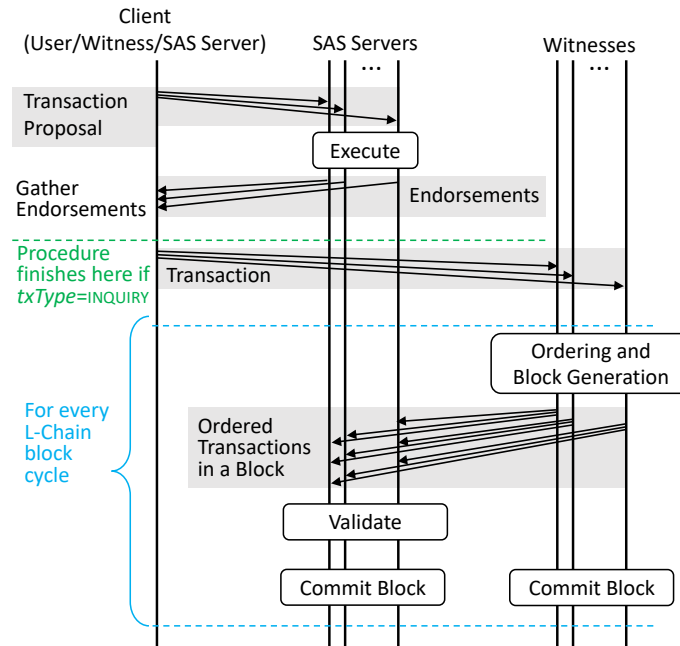 Client
(User/Witness/SAS Server)
SAS Servers
...
Witnesses
...
Transaction
Proposal
Execute
Gather
Endorsements
Endorsements
Procedure
finishes here if
txType=INQUIRY
Transaction
Ordering and
Block Generation
For every
L-Chain
block
cycle
Ordered
Transactions
in a Block
Validate
Commit Block
Commit Block